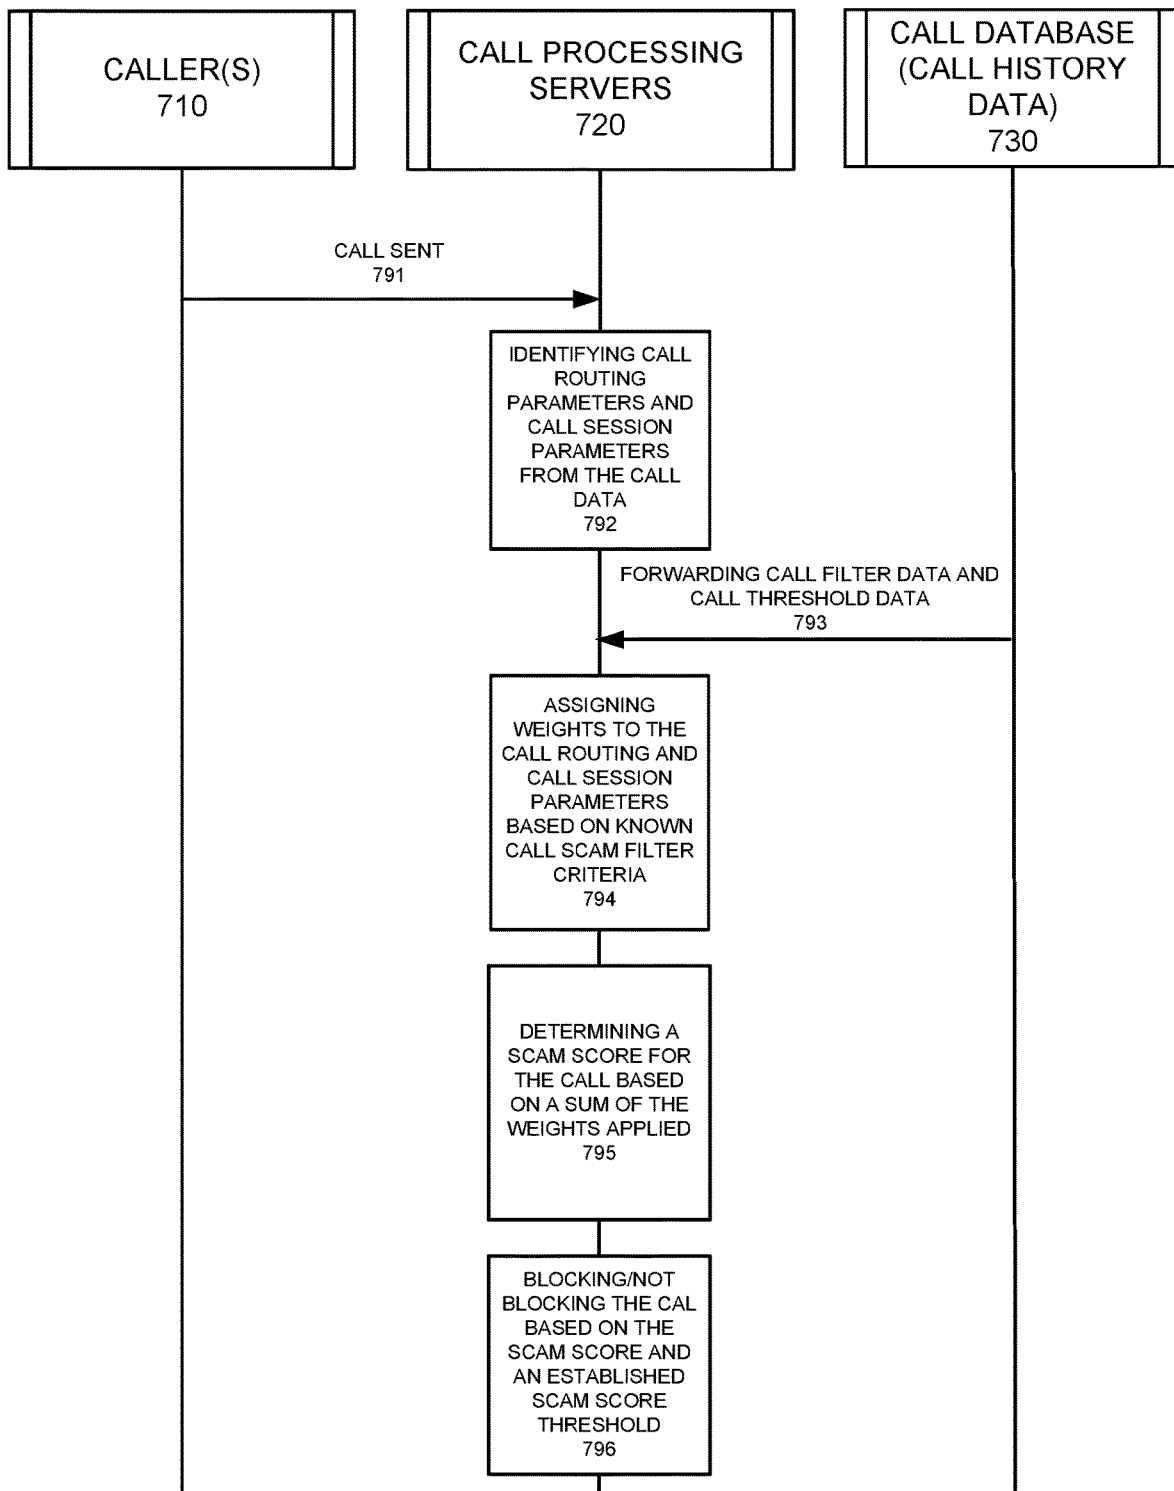 CALLER(S)
710
CALL PROCESSING
SERVERS
720
CALL DATABASE
(CALL HISTORY
DATA)
730
CALL SENT
791
IDENTIFYING CALL
ROUTING
PARAMETERS AND
CALL SESSION
PARAMETERS
FROM THE CALL
DATA
792
FORWARDING CALL FILTER DATA AND
CALL THRESHOLD DATA
793
ASSIGNING
WEIGHTS TO THE
CALL ROUTING AND
CALL SESSION
PARAMETERS
BASED ON KNOWN
CALL SCAM FILTER
CRITERIA
794
DETERMINING A
SCAM SCORE FOR
THE CALL BASED
ON A SUM OF THE
WEIGHTS APPLIED
795
BLOCKING/NOT
BLOCKING THE CAL
BASED ON THE
SCAM SCORE AND
AN ESTABLISHED
SCAM SCORE
THRESHOLD
796